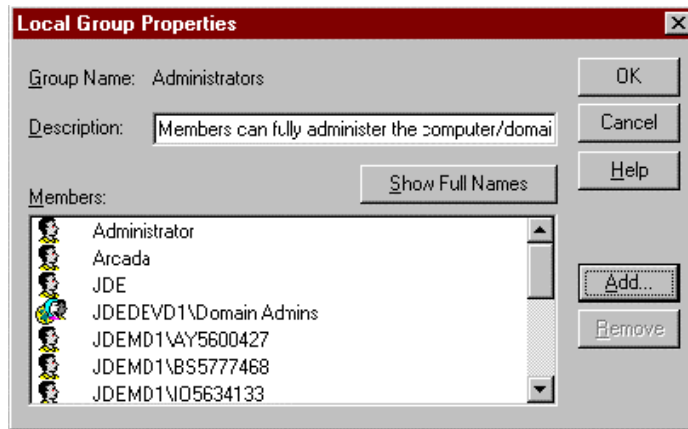 Local Group Properties
Group Name: Administrators
OK
Description: Members can fully administer the computer/domai
Cancel
Show Full Names
Help
Members:
Administrator
Arcada
JDE
JDEDEVD1\Domain Admins
JDEMD1\AY5600427
JDEMD1\BS5777468
JDEMD1\IO5634133
Add...
Remove